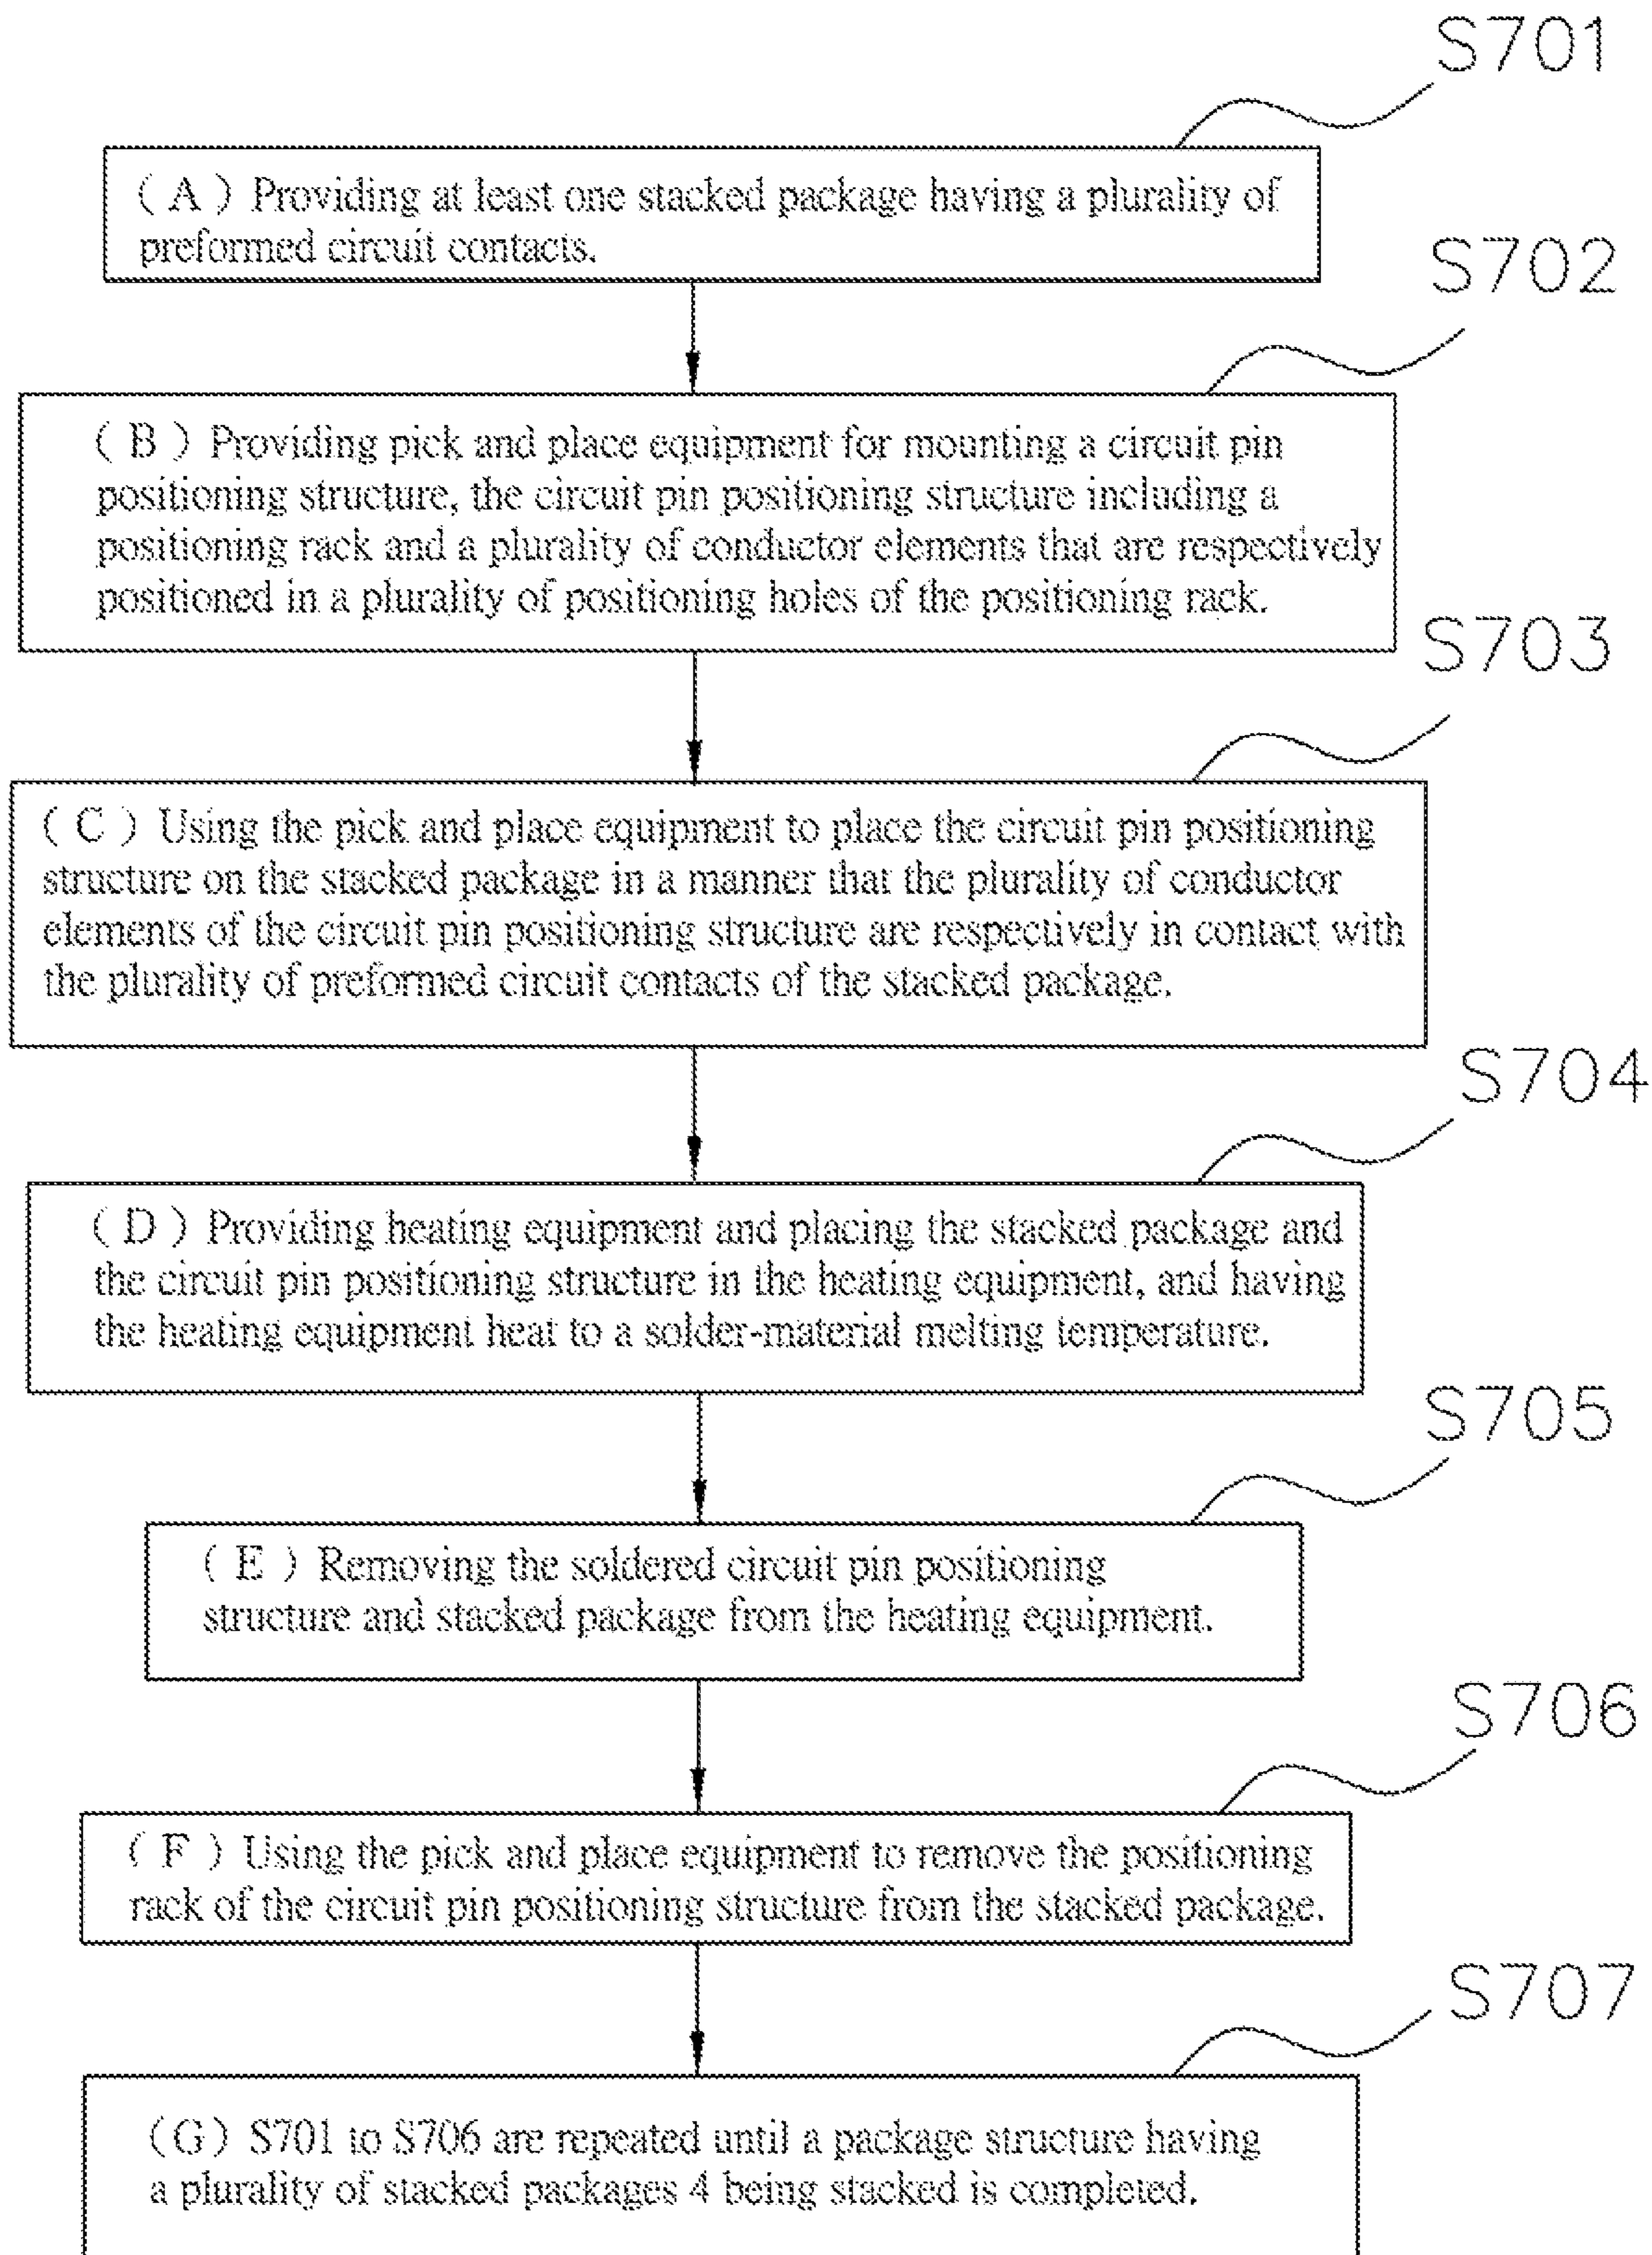 S701
( A ) Providing at least one stacked package having a plurality of
preformed circuit contacts.
S702
( B ) Providing pick and place equipment for mounting a circuit pin
positioning structure, the circuit pin positioning structure including a
positioning rack and a plurality of conductor elements that are respectively
positioned in a plurality of positioning holes of the positioning rack.
S703
( C ) Using the pick and place equipment to place the circuit pin positioning
structure on the stacked package in a manner that the plurality of conductor
elements of the circuit pin positioning structure are respectively in contact with
the plurality of preformed circuit contacts of the stacked package.
S704
( D ) Providing heating equipment and placing the stacked package and
the circuit pin positioning structure in the heating equipment, and having
the heating equipment heat to a solder-material melting temperature.
S705
( E ) Removing the soldered circuit pin positioning
structure and stacked package from the heating equipment.
S706
( F ) Using the pick and place equipment to remove the positioning
rack of the circuit pin positioning structure from the stacked package.
S707
( G ) S701 to S706 are repeated until a package structure having
a plurality of stacked packages 4 being stacked is completed.